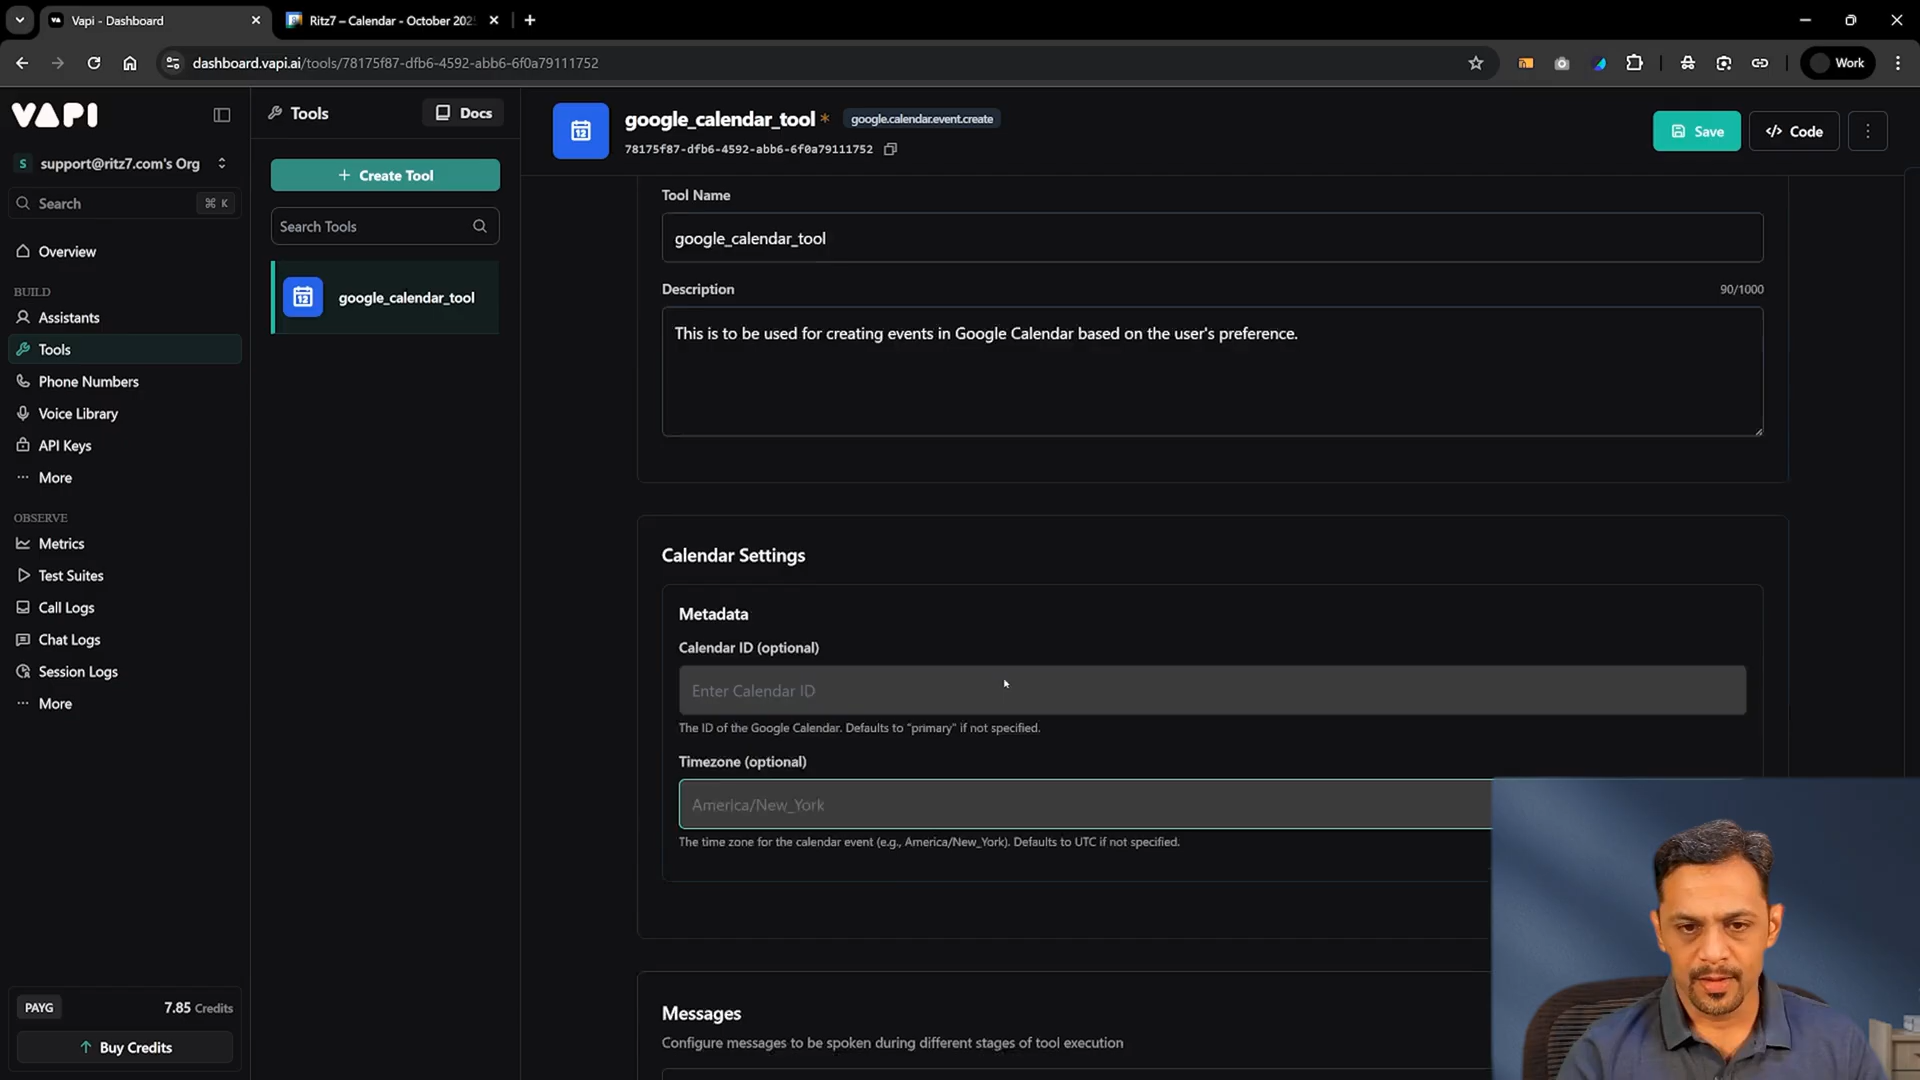 Vapi - Dashboard
Ritz7 – Calendar - October 202
dashboard.vapi.ai/tools/78175f87-dfb6-4592-abb6-6f0a79111752
Work
VAPI
S support@ritz7.com's Org
Search ⌘ K
Overview
BUILD
Assistants
Tools
Phone Numbers
Voice Library
API Keys
More
OBSERVE
Metrics
Test Suites
Call Logs
Chat Logs
Session Logs
More
PAYG 7.85 Credits
Buy Credits
Tools
Docs
Create Tool
Search Tools
google_calendar_tool
google_calendar_tool * google.calendar.event.create
78175f87-dfb6-4592-abb6-6f0a79111752
Save
Code
Tool Name
google_calendar_tool
Description 90/1000
This is to be used for creating events in Google Calendar based on the user's preference.
Calendar Settings
Metadata
Calendar ID (optional)
Enter Calendar ID
The ID of the Google Calendar. Defaults to "primary" if not specified.
Timezone (optional)
America/New_York
The time zone for the calendar event (e.g., America/New_York). Defaults to UTC if not specified.
Messages
Configure messages to be spoken during different stages of tool execution